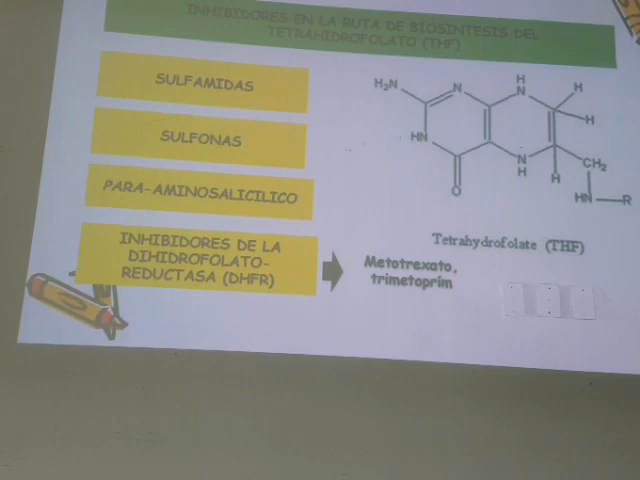 INHIBIDORES EN LA RUTA DE BIOSINTESIS DEL
TETRAHIDROFOLATO (THF)
SULFAMIDAS
SULFONAS
PARA-AMINOSALICILICO
INHIBIDORES DE LA
DIHIDROFOLATO-
REDUCTASA (DHFR)
Metotrexato,
trimetoprim
H₂N
N
H
N
H
H
HN
N
H
H
CH₂
O
HN
R
Tetrahydrofolate (THF)